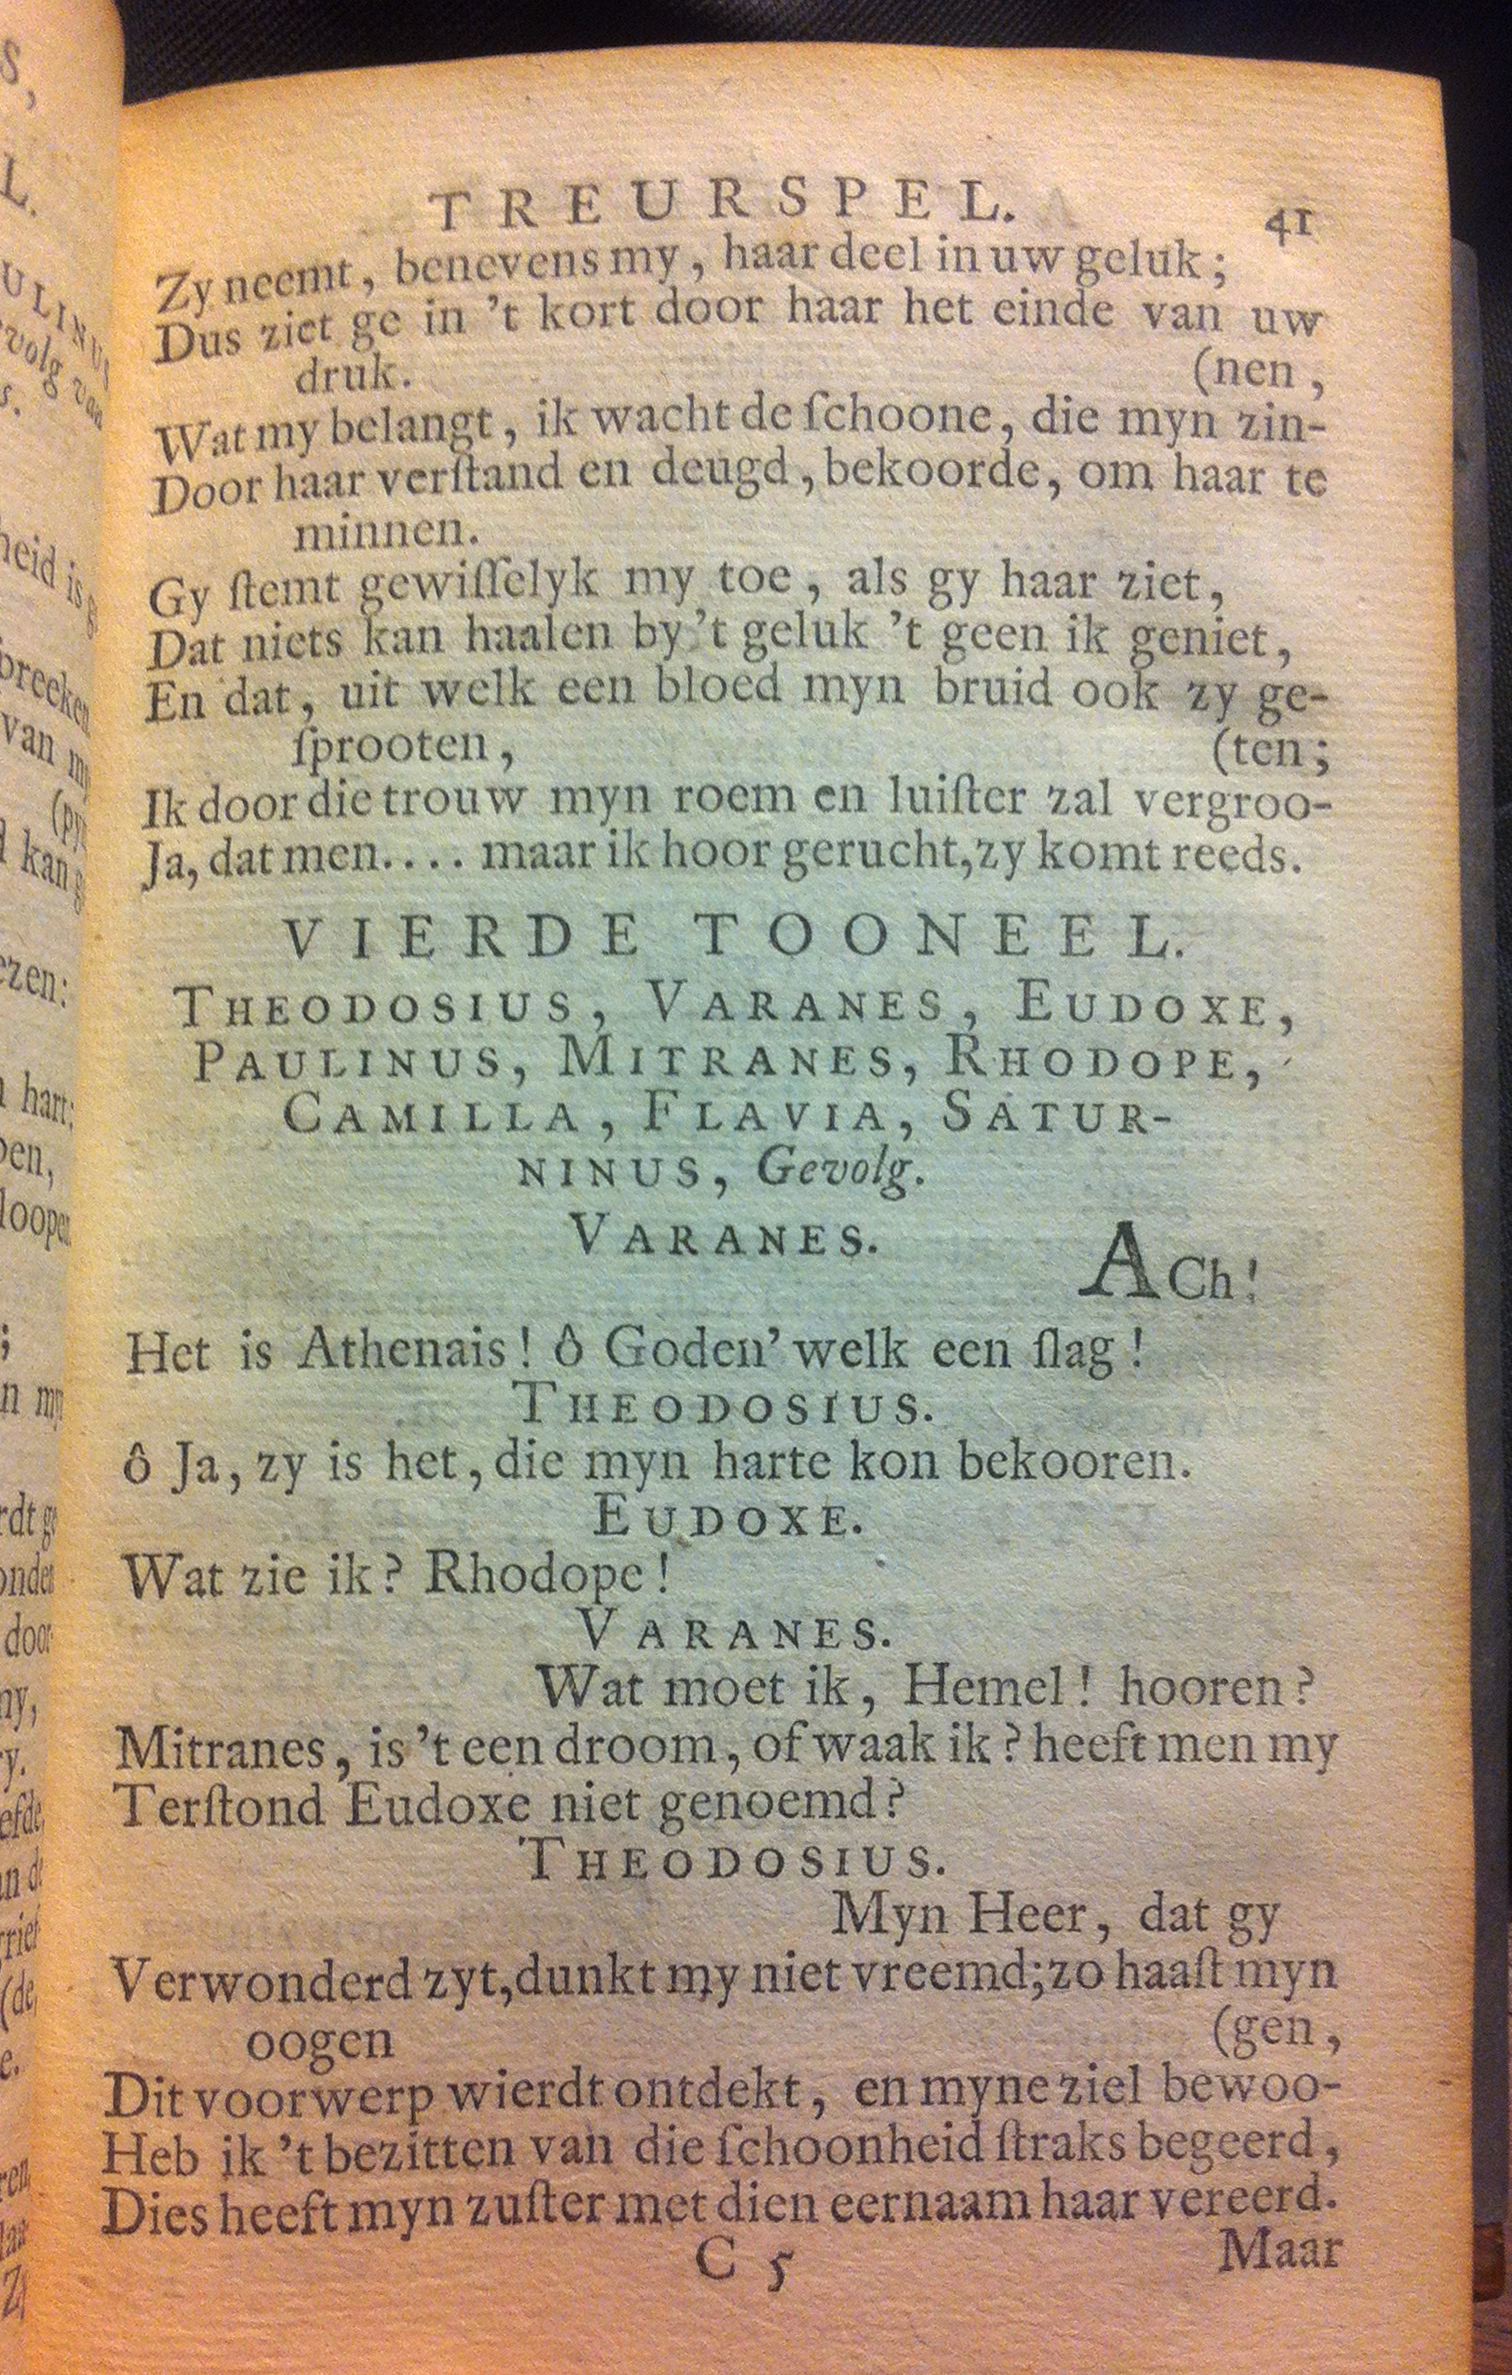 TREURSPEL. 41
Zy neemt, benevens my, haar deel in uw geluk;
Dus ziet ge in 't kort door haar het einde van uw
druk. (nen,
Wat my belangt, ik wacht de ſchoone, die myn zin-
Door haar verſtand en deugd, bekoorde, om haar te
minnen.
Gy ſtemt gewiſſelyk my toe, als gy haar ziet,
Dat niets kan haalen by 't geluk 't geen ik geniet,
En dat, uit welk een bloed myn bruid ook zy ge-
ſprooten, (ten;
Ik door die trouw myn roem en luiſter zal vergroo-
Ja, dat men.... maar ik hoor gerucht, zy komt reeds.
VIERDE TOONEEL.
THEODOSIUS, VARANES, EUDOXE,
PAULINUS, MITRANES, RHODOPE,
CAMILLA, FLAVIA, SATUR-
NINUS, Gevolg.
VARANES.
ACh!
Het is Athenais! ô Goden' welk een ſlag!
THEODOSIUS.
ô Ja, zy is het, die myn harte kon bekooren.
EUDOXE.
Wat zie ik? Rhodope!
VARANES.
Wat moet ik, Hemel! hooren?
Mitranes, is 't een droom, of waak ik? heeft men my
Terſtond Eudoxe niet genoemd?
THEODOSIUS.
Myn Heer, dat gy
Verwonderd zyt, dunkt my niet vreemd; zo haaſt myn
oogen (gen,
Dit voorwerp wierdt ontdekt, en myne ziel bewoo-
Heb ik 't bezitten van die ſchoonheid ſtraks begeerd,
Dies heeft myn zuſter met dien eernaam haar vereerd.
C 5 Maar